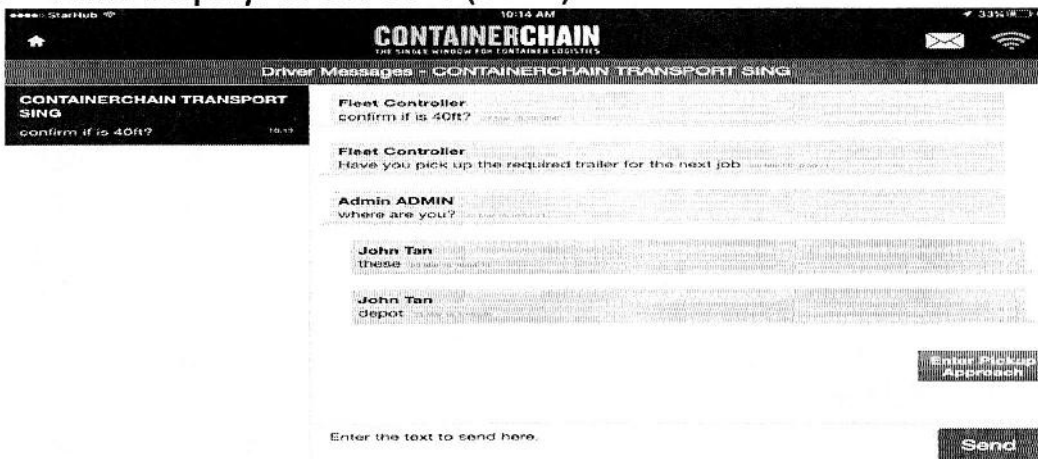 StarHub
10:14 AM
33%
CONTAINERCHAIN
THE SINGLE WINDOW FOR CONTAINER LOGISTICS
Driver Messages - CONTAINERCHAIN TRANSPORT SING
CONTAINERCHAIN TRANSPORT
SING
confirm if is 40ft?
Fleet Controller
confirm if is 40ft?
Fleet Controller
Have you pick up the required trailer for the next job
Admin ADMIN
where are you?
John Tan
these
John Tan
depot
Enter Pickup
Approach
Enter the text to send here.
Send